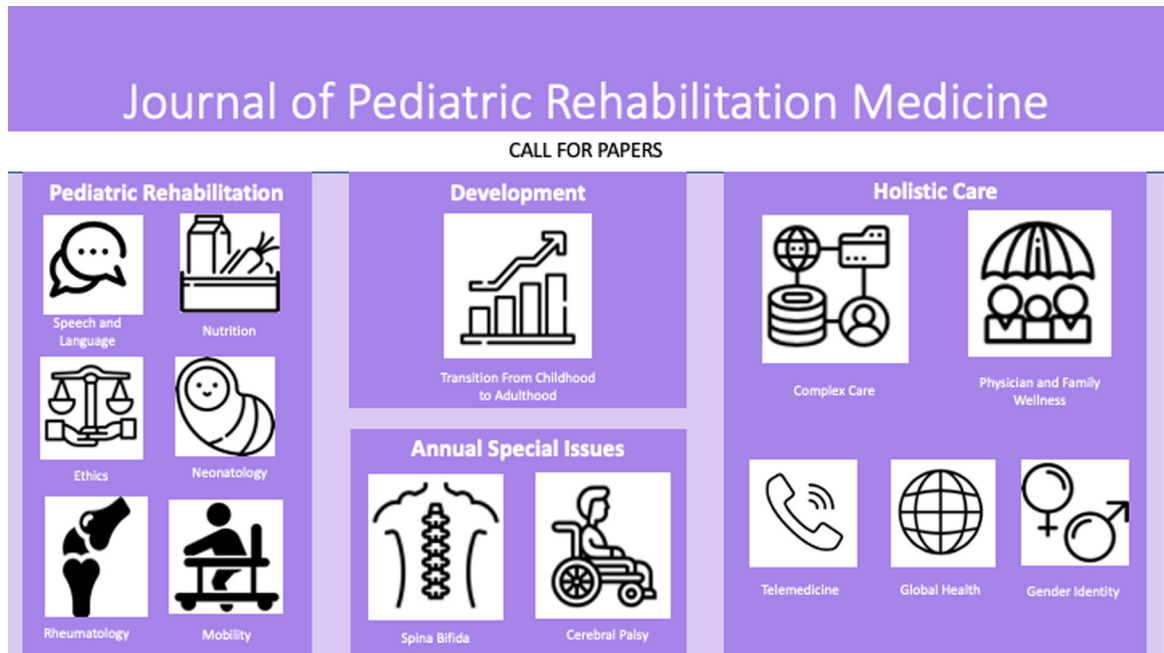 Journal of Pediatric Rehabilitation Medicine
CALL FOR PAPERS
Pediatric Rehabilitation
Speech and
Language
Nutrition
Ethics
Neonatology
Rheumatology
Mobility
Development
Transition From Childhood
to Adulthood
Annual Special Issues
Spina Bifida
Cerebral Palsy
Holistic Care
Complex Care
Physician and Family
Wellness
Telemedicine
Global Health
Gender Identity